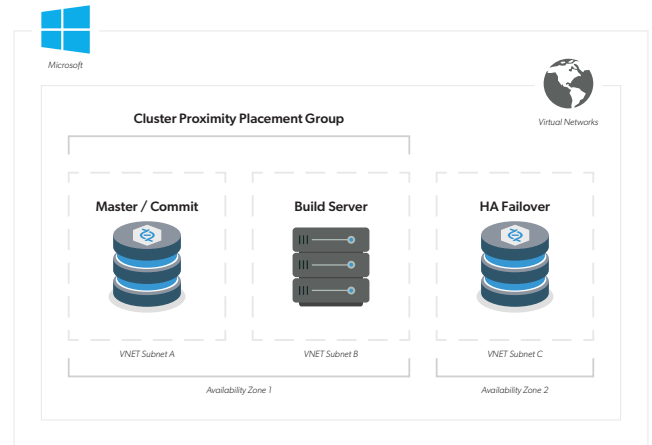 Microsoft
Virtual Networks
Cluster Proximity Placement Group
Master / Commit
Build Server
HA Failover
VNET Subnet A
VNET Subnet B
VNET Subnet C
Availability Zone 1
Availability Zone 2